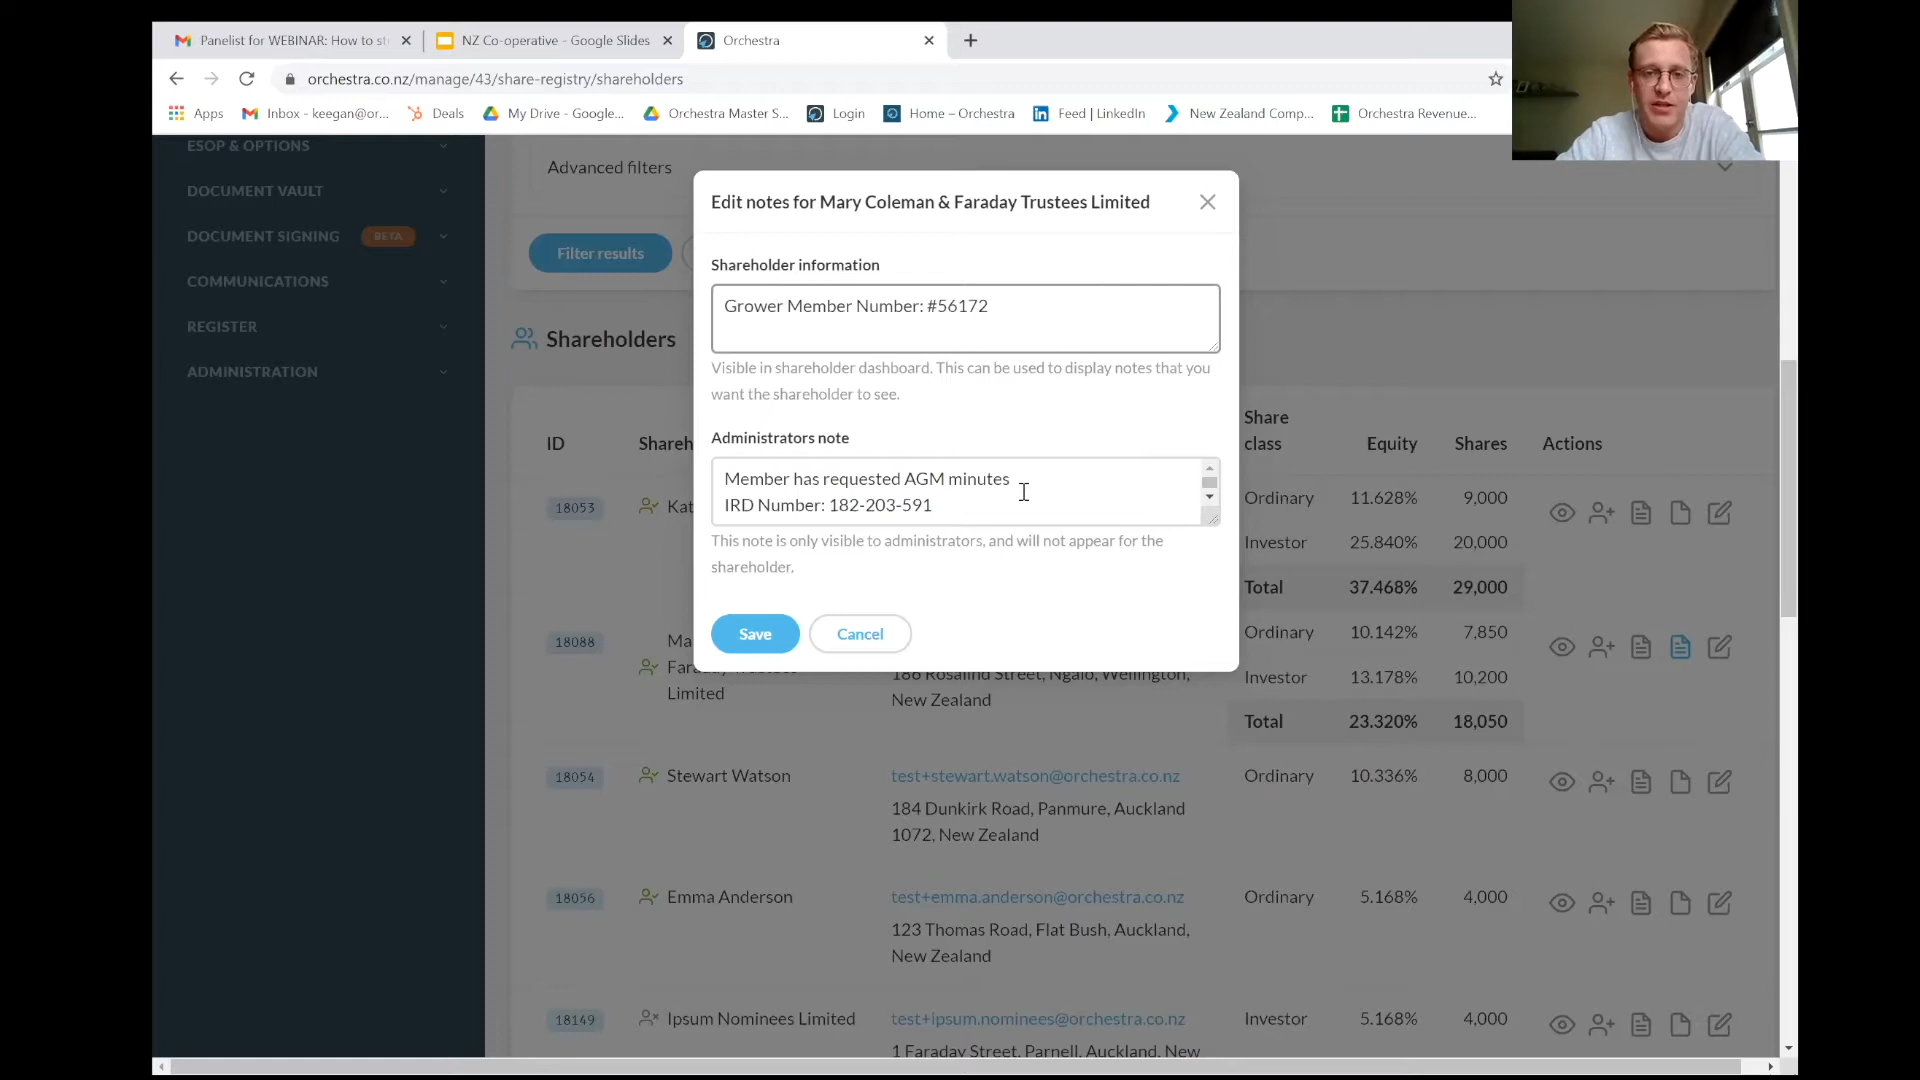 Panelist for WEBINAR: How to st
NZ Co-operative - Google Slides
Orchestra
orchestra.co.nz/manage/43/share-registry/shareholders
Apps
Inbox - keegan@or...
Deals
My Drive - Google...
Orchestra Master S...
Login
Home – Orchestra
Feed | LinkedIn
New Zealand Comp...
Orchestra Revenue...
ESOP & OPTIONS
DOCUMENT VAULT
DOCUMENT SIGNING BETA
COMMUNICATIONS
REGISTER
ADMINISTRATION
Advanced filters
Filter results
Shareholders
Edit notes for Mary Coleman & Faraday Trustees Limited
Shareholder information
Grower Member Number: #56172
Visible in shareholder dashboard. This can be used to display notes that you
want the shareholder to see.
Administrators note
Member has requested AGM minutes
IRD Number: 182-203-591
This note is only visible to administrators, and will not appear for the
shareholder.
Save
Cancel
ID
Shareh
Share
class
Equity
Shares
Actions
18053
Kat
Ordinary 11.628% 9,000
Investor 25.840% 20,000
Total 37.468% 29,000
18088
Ma
Limited
186 Rosalind Street, Ngaio, Wellington,
New Zealand
Ordinary 10.142% 7,850
Investor 13.178% 10,200
Total 23.320% 18,050
18054
Stewart Watson
test+stewart.watson@orchestra.co.nz
184 Dunkirk Road, Panmure, Auckland
1072, New Zealand
Ordinary 10.336% 8,000
18056
Emma Anderson
test+emma.anderson@orchestra.co.nz
123 Thomas Road, Flat Bush, Auckland,
New Zealand
Ordinary 5.168% 4,000
18149
Ipsum Nominees Limited
test+ipsum.nominees@orchestra.co.nz
1 Faraday Street, Parnell, Auckland, New
Investor 5.168% 4,000